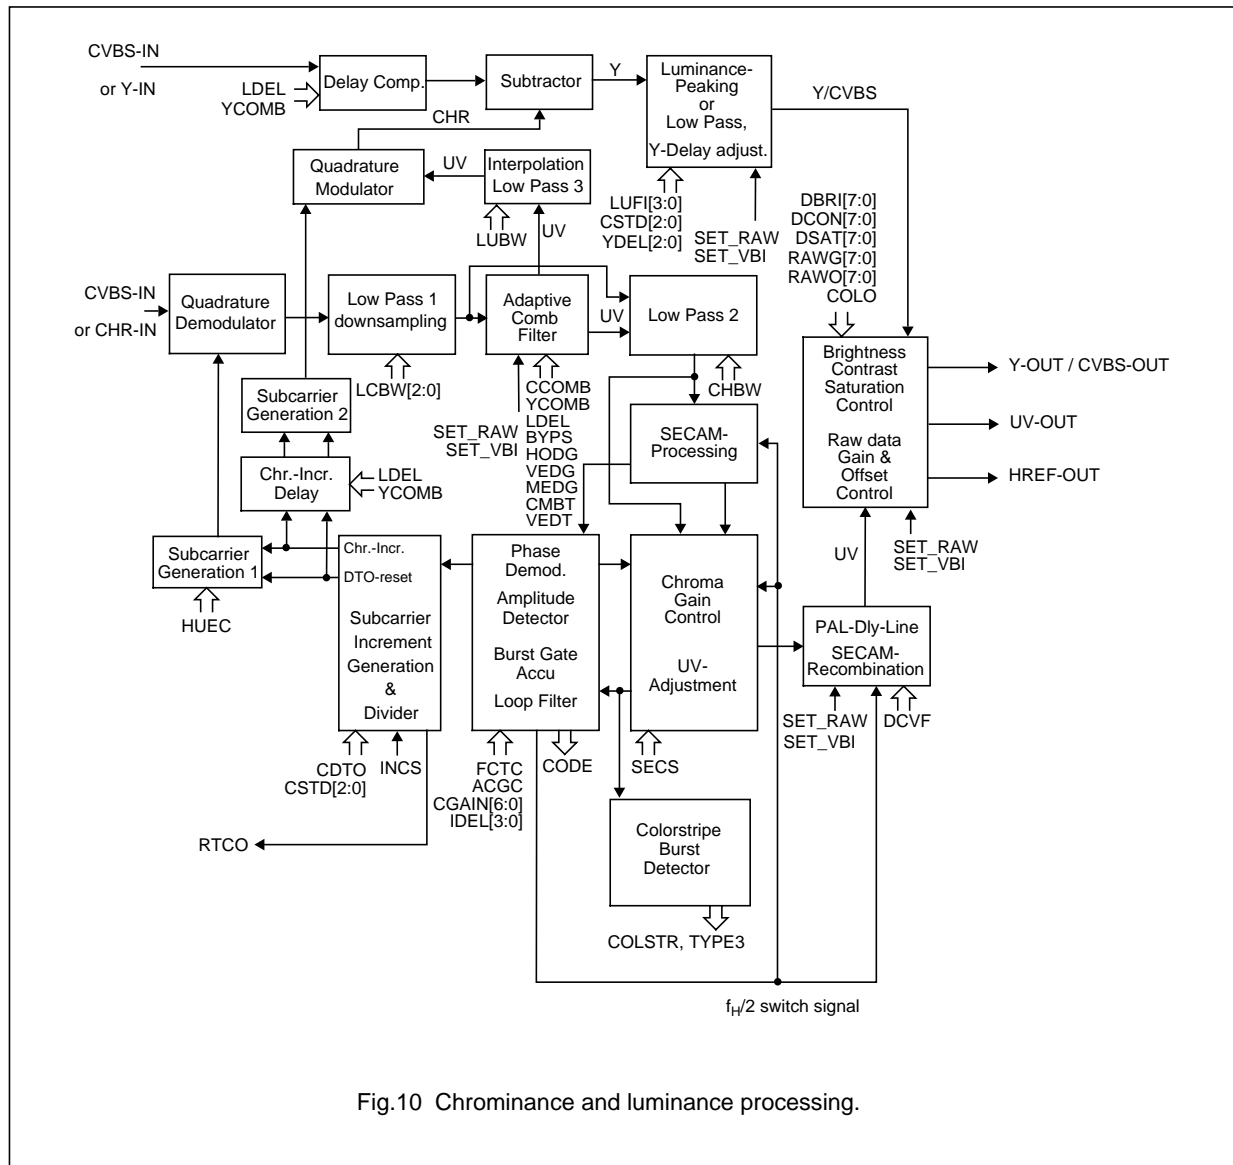 CVBS-IN
or Y-IN
LDEL
YCOMB
Delay Comp.
Subtractor
Y
Luminance-
Peaking
or
Low Pass,
Y-Delay adjust.
Y/CVBS
CHR
Quadrature
Modulator
UV
Interpolation
Low Pass 3
LUBW
UV
LUFI[3:0]
CSTD[2:0]
YDEL[2:0]
SET_RAW
SET_VBI
DBRI[7:0]
DCON[7:0]
DSAT[7:0]
RAWG[7:0]
RAWO[7:0]
COLO
CVBS-IN
or CHR-IN
Quadrature
Demodulator
Low Pass 1
downsampling
LCBW[2:0]
Adaptive
Comb
Filter
UV
Low Pass 2
CHBW
SET_RAW
SET_VBI
CCOMB
YCOMB
LDEL
BYPS
HODG
VEDG
MEDG
CMBT
VEDT
Brightness
Contrast
Saturation
Control
Raw data
Gain &
Offset
Control
Y-OUT / CVBS-OUT
UV-OUT
HREF-OUT
Subcarrier
Generation 2
Chr.-Incr.
Delay
LDEL
YCOMB
SECAM-
Processing
Subcarrier
Generation 1
HUEC
Chr.-Incr.
DTO-reset
Subcarrier
Increment
Generation
&
Divider
Phase
Demod.
Amplitude
Detector
Burst Gate
Accu
Loop Filter
Chroma
Gain
Control
UV-
Adjustment
UV
SET_RAW
SET_VBI
PAL-Dly-Line
SECAM-
Recombination
SET_RAW
SET_VBI
DCVF
CDTO
CSTD[2:0]
INCS
FCTC
ACGC
CGAIN[6:0]
IDEL[3:0]
CODE
SECS
RTCO
Colorstripe
Burst
Detector
COLSTR, TYPE3
fH/2 switch signal
Fig.10 Chrominance and luminance processing.